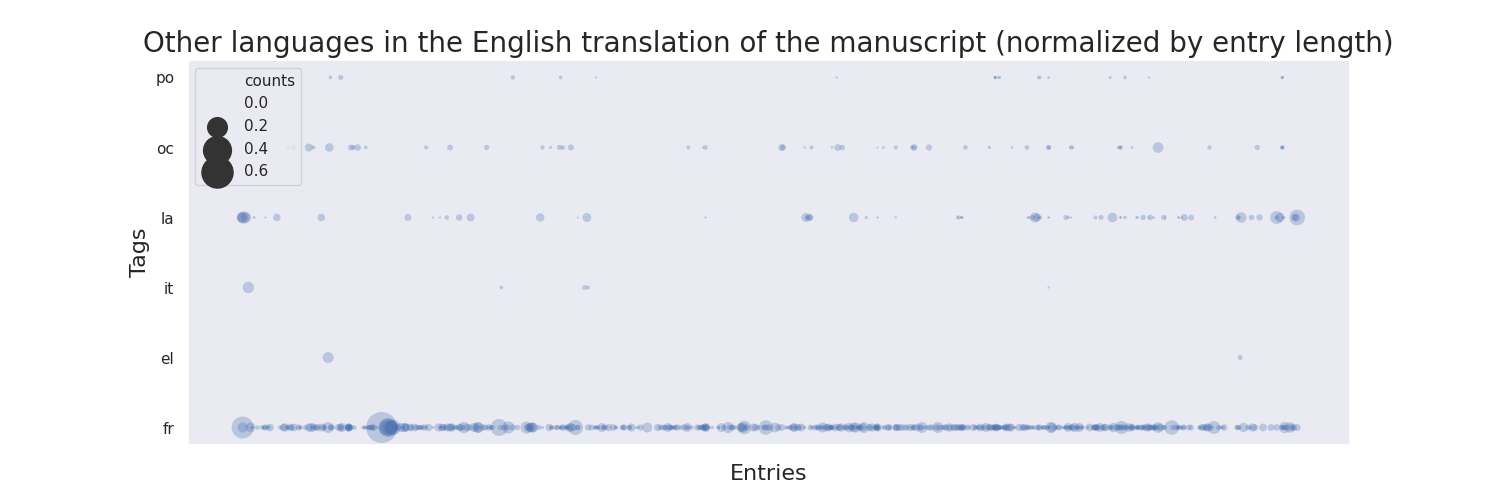 Other languages in the English translation of the manuscript (normalized by entry length)
po
oc
la
it
el
fr
Tags
counts
0.0
0.2
0.4
0.6
Entries